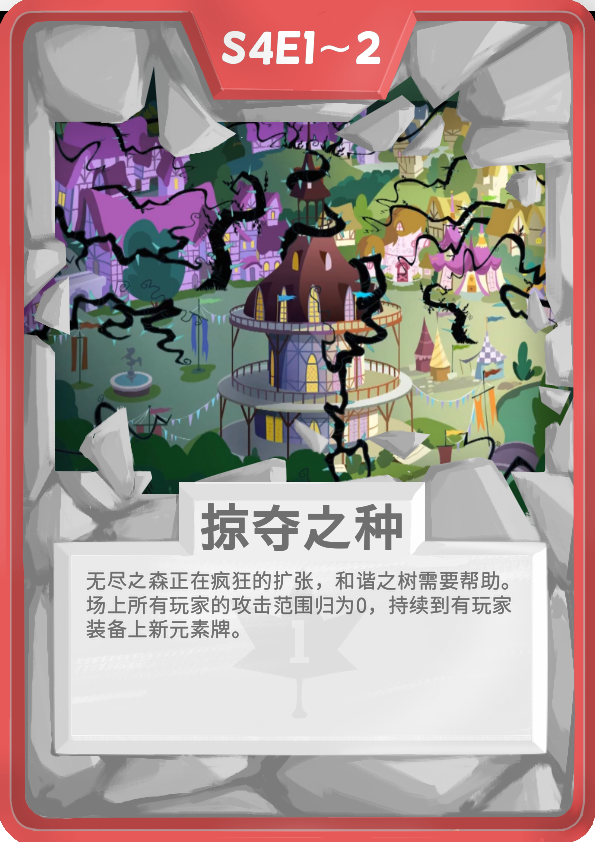 S4E1～2
掠夺之种
无尽之森正在疯狂的扩张，和谐之树需要帮助。
场上所有玩家的攻击范围归为0，持续到有玩家
装备上新元素牌。
1